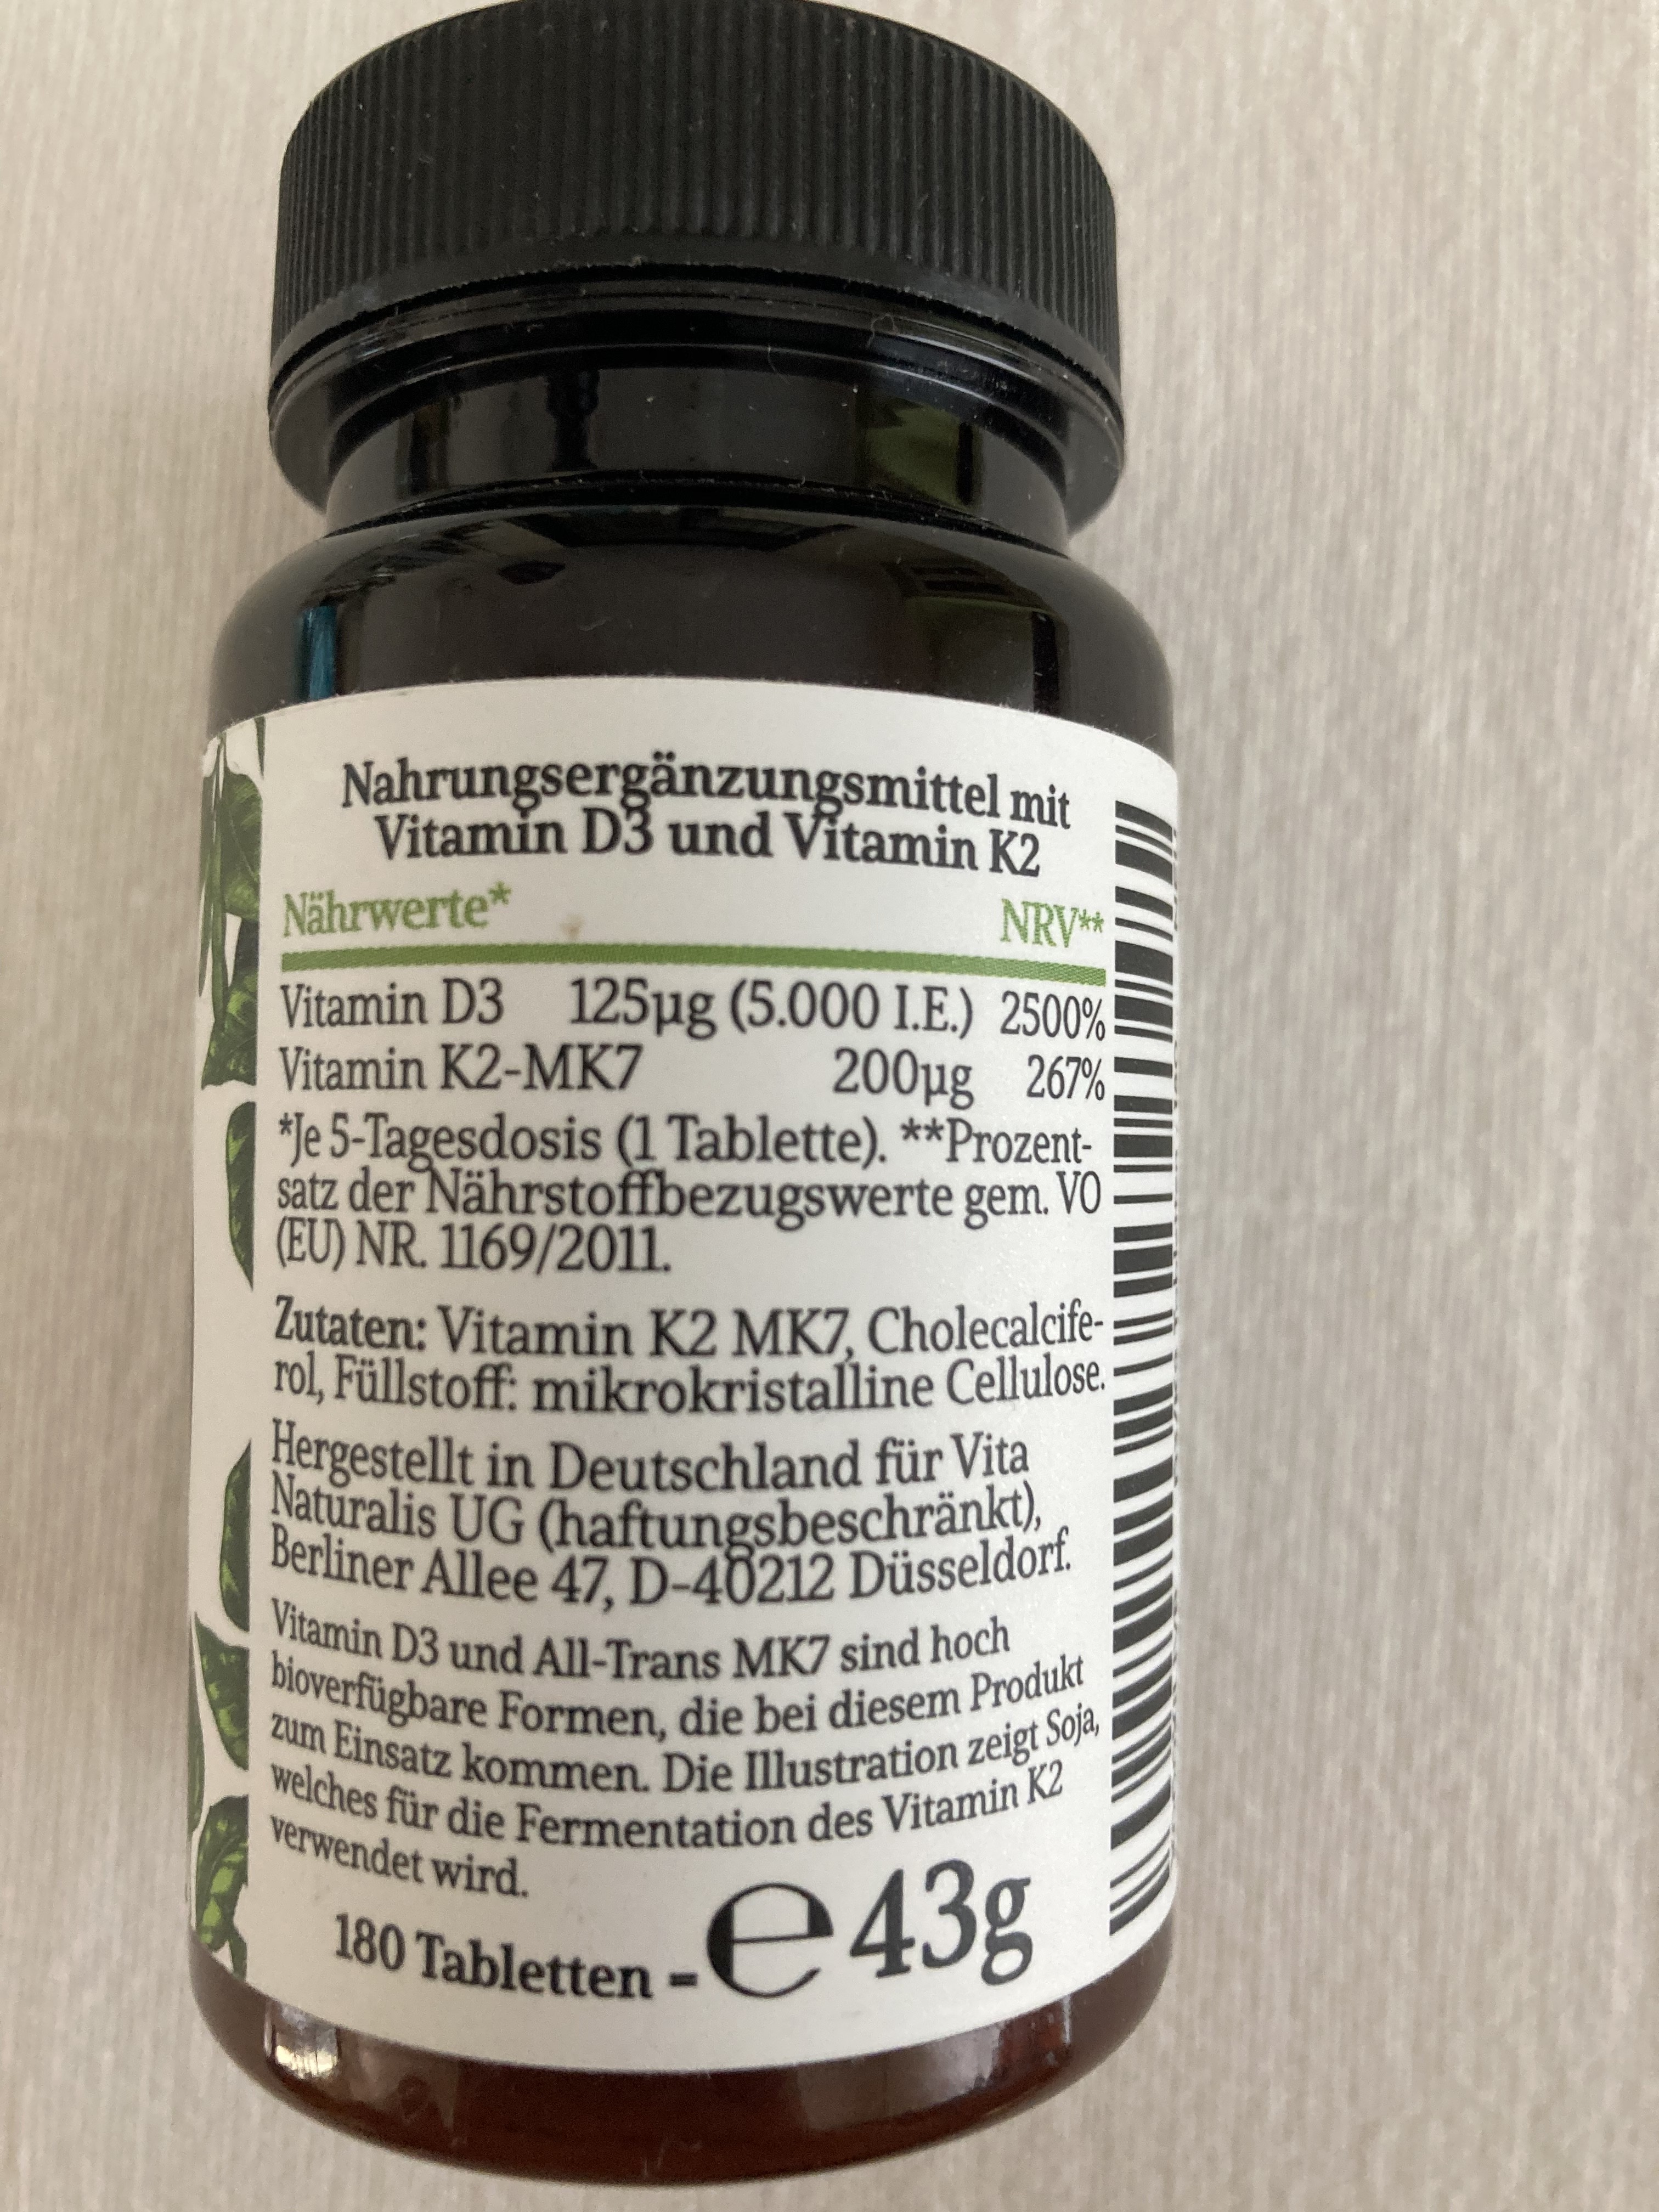 Nahrungsergänzungsmittel mit
Vitamin D3 und Vitamin K2
Nährwerte* NRV**
Vitamin D3 125µg (5.000 I.E.) 2500%
Vitamin K2-MK7 200µg 267%
*Je 5-Tagesdosis (1 Tablette). **Prozent-
satz der Nährstoffbezugswerte gem. VO
(EU) NR. 1169/2011.
Zutaten: Vitamin K2 MK7, Cholecalcife-
rol, Füllstoff: mikrokristalline Cellulose.
Hergestellt in Deutschland für Vita
Naturalis UG (haftungsbeschränkt),
Berliner Allee 47, D-40212 Düsseldorf.
Vitamin D3 und All-Trans MK7 sind hoch
bioverfügbare Formen, die bei diesem Produkt
zum Einsatz kommen. Die Illustration zeigt Soja,
welches für die Fermentation des Vitamin K2
verwendet wird.
180 Tabletten = ℮ 43g